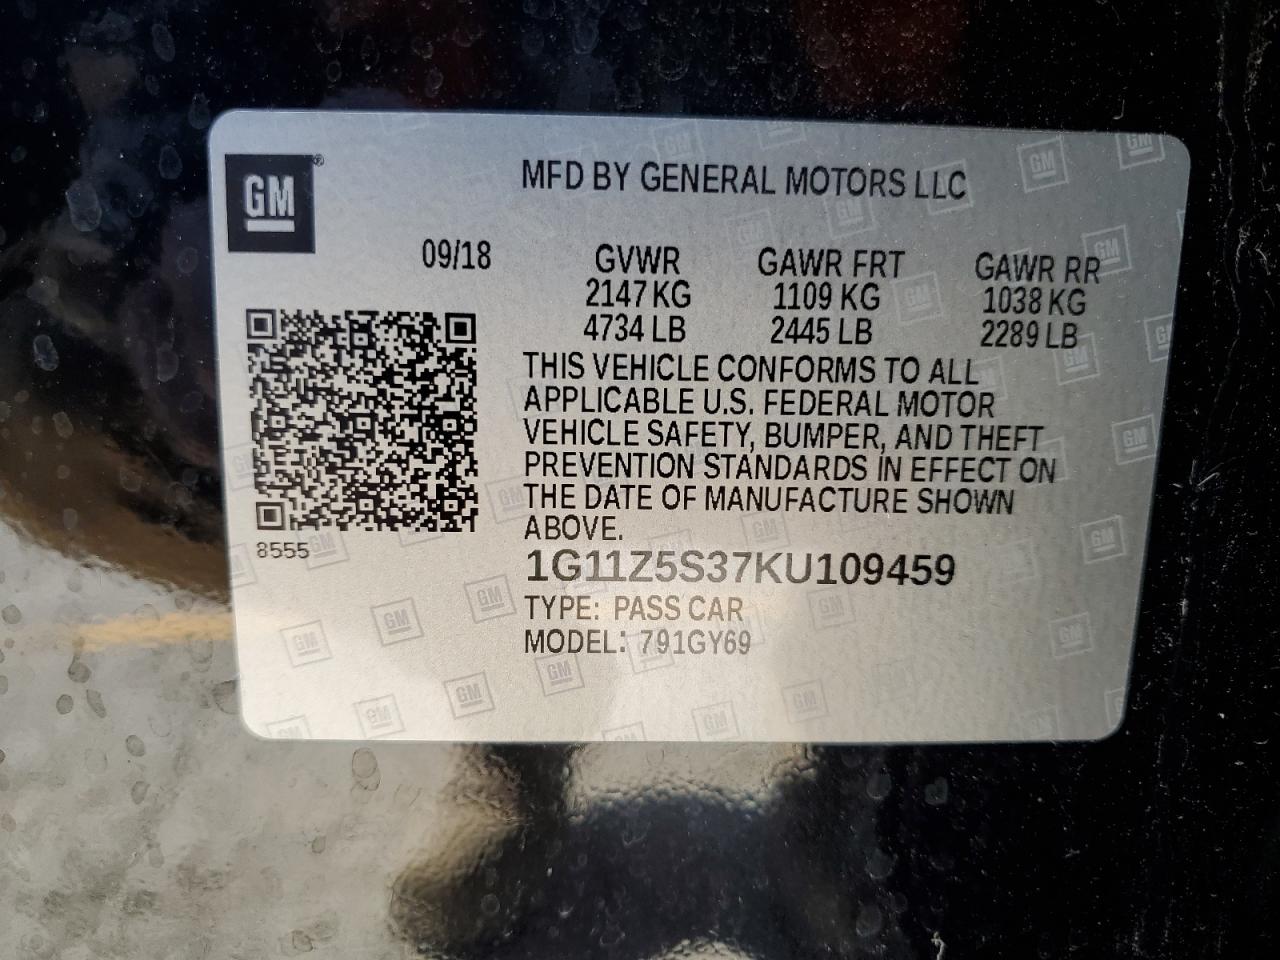 GM®
MFD BY GENERAL MOTORS LLC
09/18
GVWR GAWR FRT GAWR RR
2147 KG 1109 KG 1038 KG
4734 LB 2445 LB 2289 LB
THIS VEHICLE CONFORMS TO ALL
APPLICABLE U.S. FEDERAL MOTOR
VEHICLE SAFETY, BUMPER, AND THEFT
PREVENTION STANDARDS IN EFFECT ON
THE DATE OF MANUFACTURE SHOWN
ABOVE.
8555
1G11Z5S37KU109459
TYPE: PASS CAR
MODEL: 791GY69